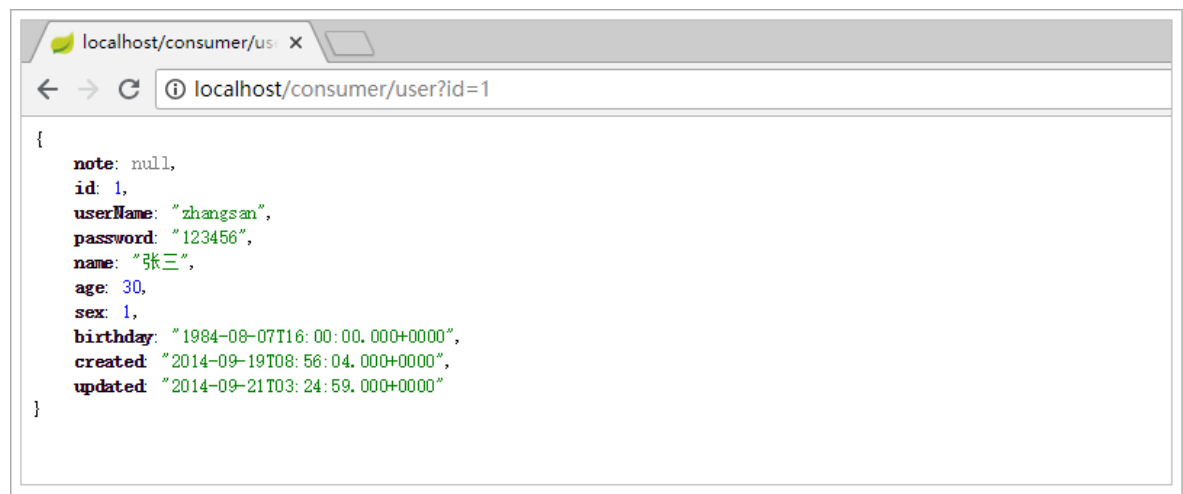 localhost/consumer/us
localhost/consumer/user?id=1
{
note: null,
id: 1,
userName: "zhangsan",
password: "123456",
name: "张三",
age: 30,
sex: 1,
birthday: "1984-08-07T16:00:00.000+0000",
created: "2014-09-19T08:56:04.000+0000",
updated: "2014-09-21T03:24:59.000+0000"
}